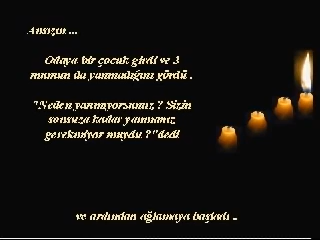 Ansızın ...
Odaya bir çocuk girdi ve 3
mumun da yanmadığını gördü .
"Neden yanmıyorsunuz ? Sizin
sonsuza kadar yanmanız
gerekmiyor muydu ?"dedi
ve ardından ağlamaya başladı ..